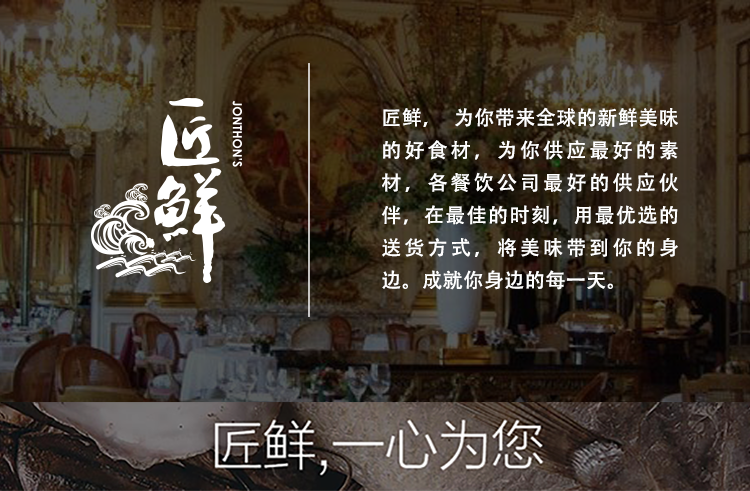 匠鲜
JONTHON'S
匠鲜， 为你带来全球的新鲜美味
的好食材，为你供应最好的素
材，各餐饮公司最好的供应伙
伴，在最佳的时刻，用最优选的
送货方式，将美味带到你的身
边。成就你身边的每一天。
匠鲜,一心为您